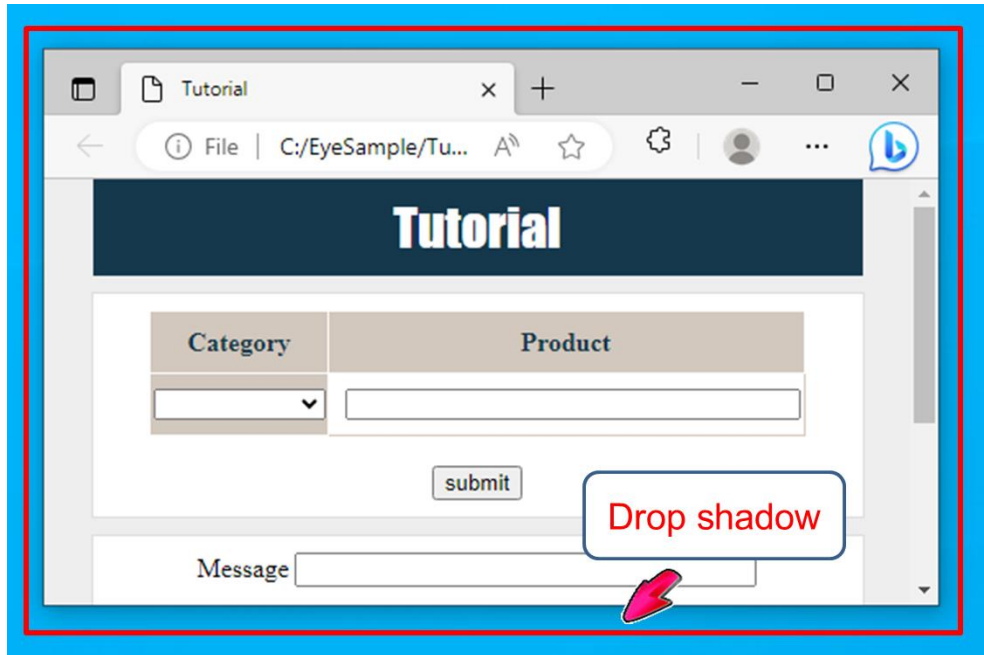 Tutorial
File | C:/EyeSample/Tu...
Tutorial
Category Product
submit
Drop shadow
Message